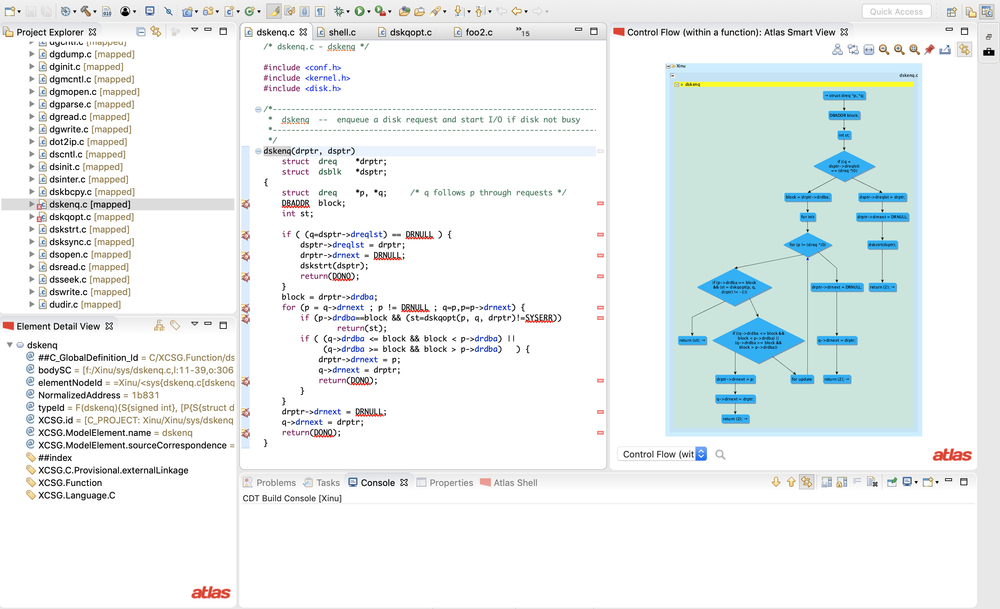 Quick Access
Project Explorer
dgcntl.c [mapped]
dgdump.c [mapped]
dginit.c [mapped]
dgmcntl.c [mapped]
dgmopen.c [mapped]
dgparse.c [mapped]
dgread.c [mapped]
dgwrite.c [mapped]
dot2ip.c [mapped]
dscntl.c [mapped]
dsinit.c [mapped]
dsinter.c [mapped]
dskbcpy.c [mapped]
dskenq.c [mapped]
dskqopt.c [mapped]
dskstrt.c [mapped]
dsksync.c [mapped]
dsopen.c [mapped]
dsread.c [mapped]
dsseek.c [mapped]
dswrite.c [mapped]
dudir.c [mapped]
Element Detail View
dskenq
##C_GlobalDefinition_Id = C/XCSG.Function/ds
bodySC = [f:/Xinu/sys/dskenq.c,l:11-39,o:306
elementNodeId = =Xinu/<sys{dskenq.c[dskenq
NormalizedAddress = 1b831
typeId = F(dskenq){S{signed int}, [P{S{struct d
XCSG.id = [C_PROJECT: Xinu/Xinu/sys/dskenq.
XCSG.ModelElement.name = dskenq
XCSG.ModelElement.sourceCorrespondence =
##index
XCSG.C.Provisional.externalLinkage
XCSG.Function
XCSG.Language.C
atlas
dskenq.c
shell.c
dskqopt.c
foo2.c
»15
/* dskenq.c - dskenq */
#include <conf.h>
#include <kernel.h>
#include <disk.h>
/*------------------------------------------------------------------------
*  dskenq  --  enqueue a disk request and start I/O if disk not busy
*------------------------------------------------------------------------
*/
dskenq(drptr, dsptr)
struct  dreq    *drptr;
struct  dsblk   *dsptr;
{
struct  dreq    *p, *q;     /* q follows p through requests */
DBADDR  block;
int st;
if ( (q=dsptr->dreqlst) == DRNULL ) {
dsptr->dreqlst = drptr;
drptr->drnext = DRNULL;
dskstrt(dsptr);
return(DONQ);
}
block = drptr->drdba;
for (p = q->drnext ; p != DRNULL ; q=p,p=p->drnext) {
if (p->drdba==block && (st=dskqopt(p, q, drptr)!=SYSERR))
return(st);
if ( (q->drdba <= block && block < p->drdba) ||
(q->drdba >= block && block > p->drdba)   ) {
drptr->drnext = p;
q->drnext = drptr;
return(DONQ);
}
}
drptr->drnext = DRNULL;
q->drnext = drptr;
return(DONQ);
}
Control Flow (within a function): Atlas Smart View
Xinu
dskenq.c
dskenq
→ struct dreq *p, *q;
DBADDR block;
int st;
if ((q =
dsptr->dreqlst)
== (dreq *)0)
block = drptr->drdba;
dsptr->dreqlst = drptr;
for init
drptr->drnext = DRNULL;
for (p != (dreq *)0)
dskstrt(dsptr);
if (p->drdba == block
&& (st = dskqopt(p, q,
drptr) != -1))
drptr->drnext = DRNULL;
return (2); →
return (st); →
if ((q->drdba <= block &&
block < p->drdba) ||
(q->drdba >= block &&
block > p->drdba))
q->drnext = drptr;
drptr->drnext = p;
for update
return (2); →
q->drnext = drptr;
return (2); →
Control Flow (wit
atlas
Problems
Tasks
Console
Properties
Atlas Shell
CDT Build Console [Xinu]